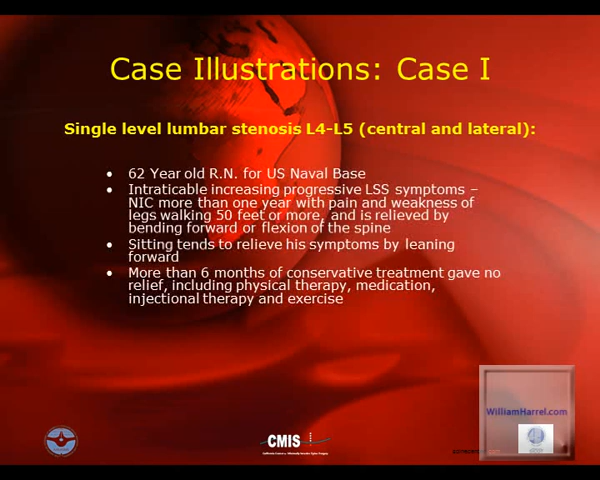 Case Illustrations: Case I
Single level lumbar stenosis L4-L5 (central and lateral):
• 62 Year old R.N. for US Naval Base
• Intraticable increasing progressive LSS symptoms –
NIC more than one year with pain and weakness of
legs walking 50 feet or more, and is relieved by
bending forward or flexion of the spine
• Sitting tends to relieve his symptoms by leaning
forward
• More than 6 months of conservative treatment gave no
relief, including physical therapy, medication,
injectional therapy and exercise
WilliamHarrel.com
CMIS